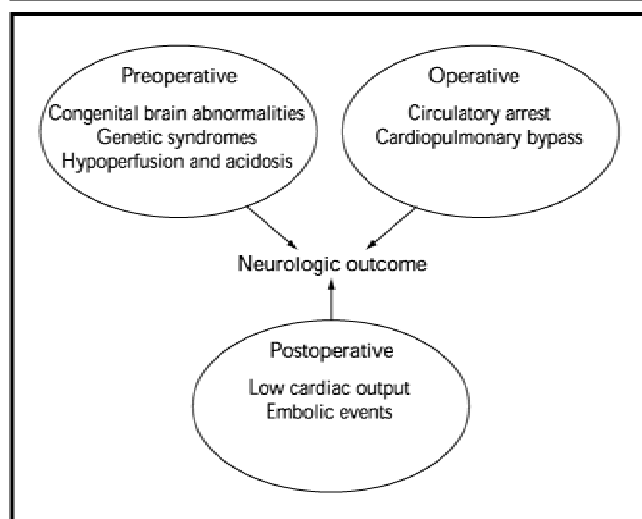 Preoperative
Congenital brain abnormalities
Genetic syndromes
Hypoperfusion and acidosis
Operative
Circulatory arrest
Cardiopulmonary bypass
Neurologic outcome
Postoperative
Low cardiac output
Embolic events